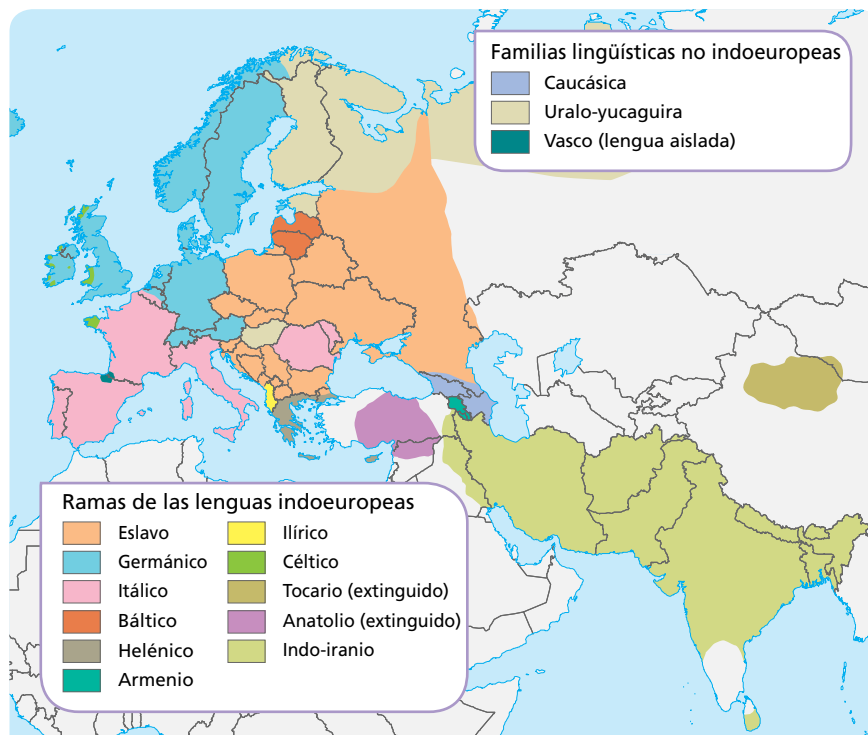 Familias lingüísticas no indoeuropeas
Caucásica
Uralo-yucaguira
Vasco (lengua aislada)
Ramas de las lenguas indoeuropeas
Eslavo
Germánico
Itálico
Báltico
Helénico
Armenio
Ilírico
Céltico
Tocario (extinguido)
Anatolio (extinguido)
Indo-iranio